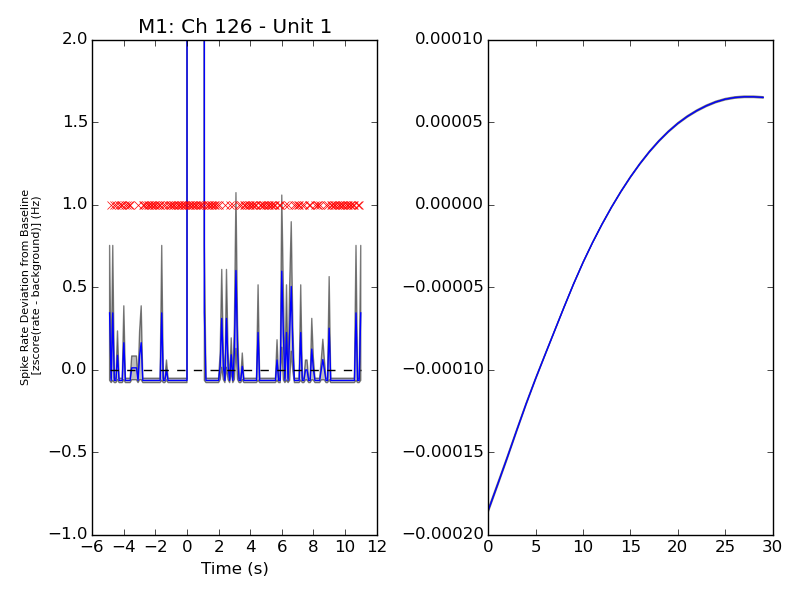 M1: Ch 126 - Unit 1
2.0
1.5
1.0
0.5
0.0
−0.5
−1.0
−6 −4 −2 0 2 4 6 8 10 12
Time (s)
Spike Rate Deviation from Baseline
[zscore(rate - background)] (Hz)
0.00010
0.00005
0.00000
−0.00005
−0.00010
−0.00015
−0.00020
0 5 10 15 20 25 30